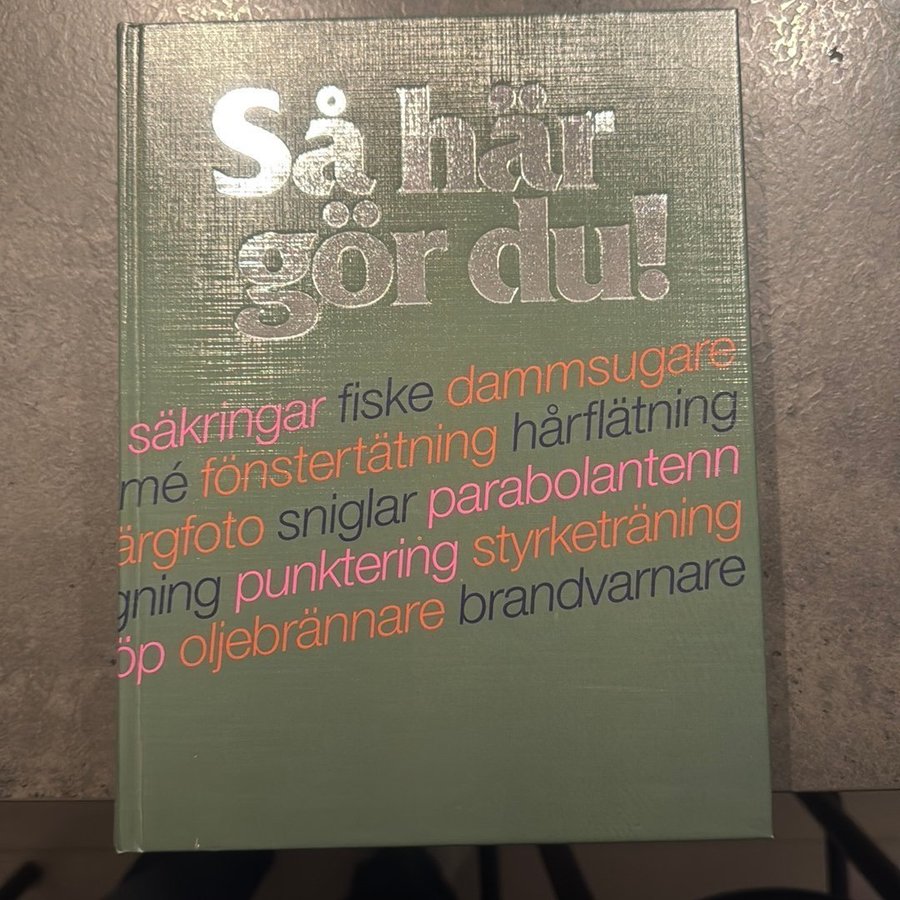 Så här
gör du!
säkringar fiske dammsugare
mé fönstertätning hårflätning
ärgfoto sniglar parabolantenn
gning punktering styrketräning
öp oljebrännare brandvarnare